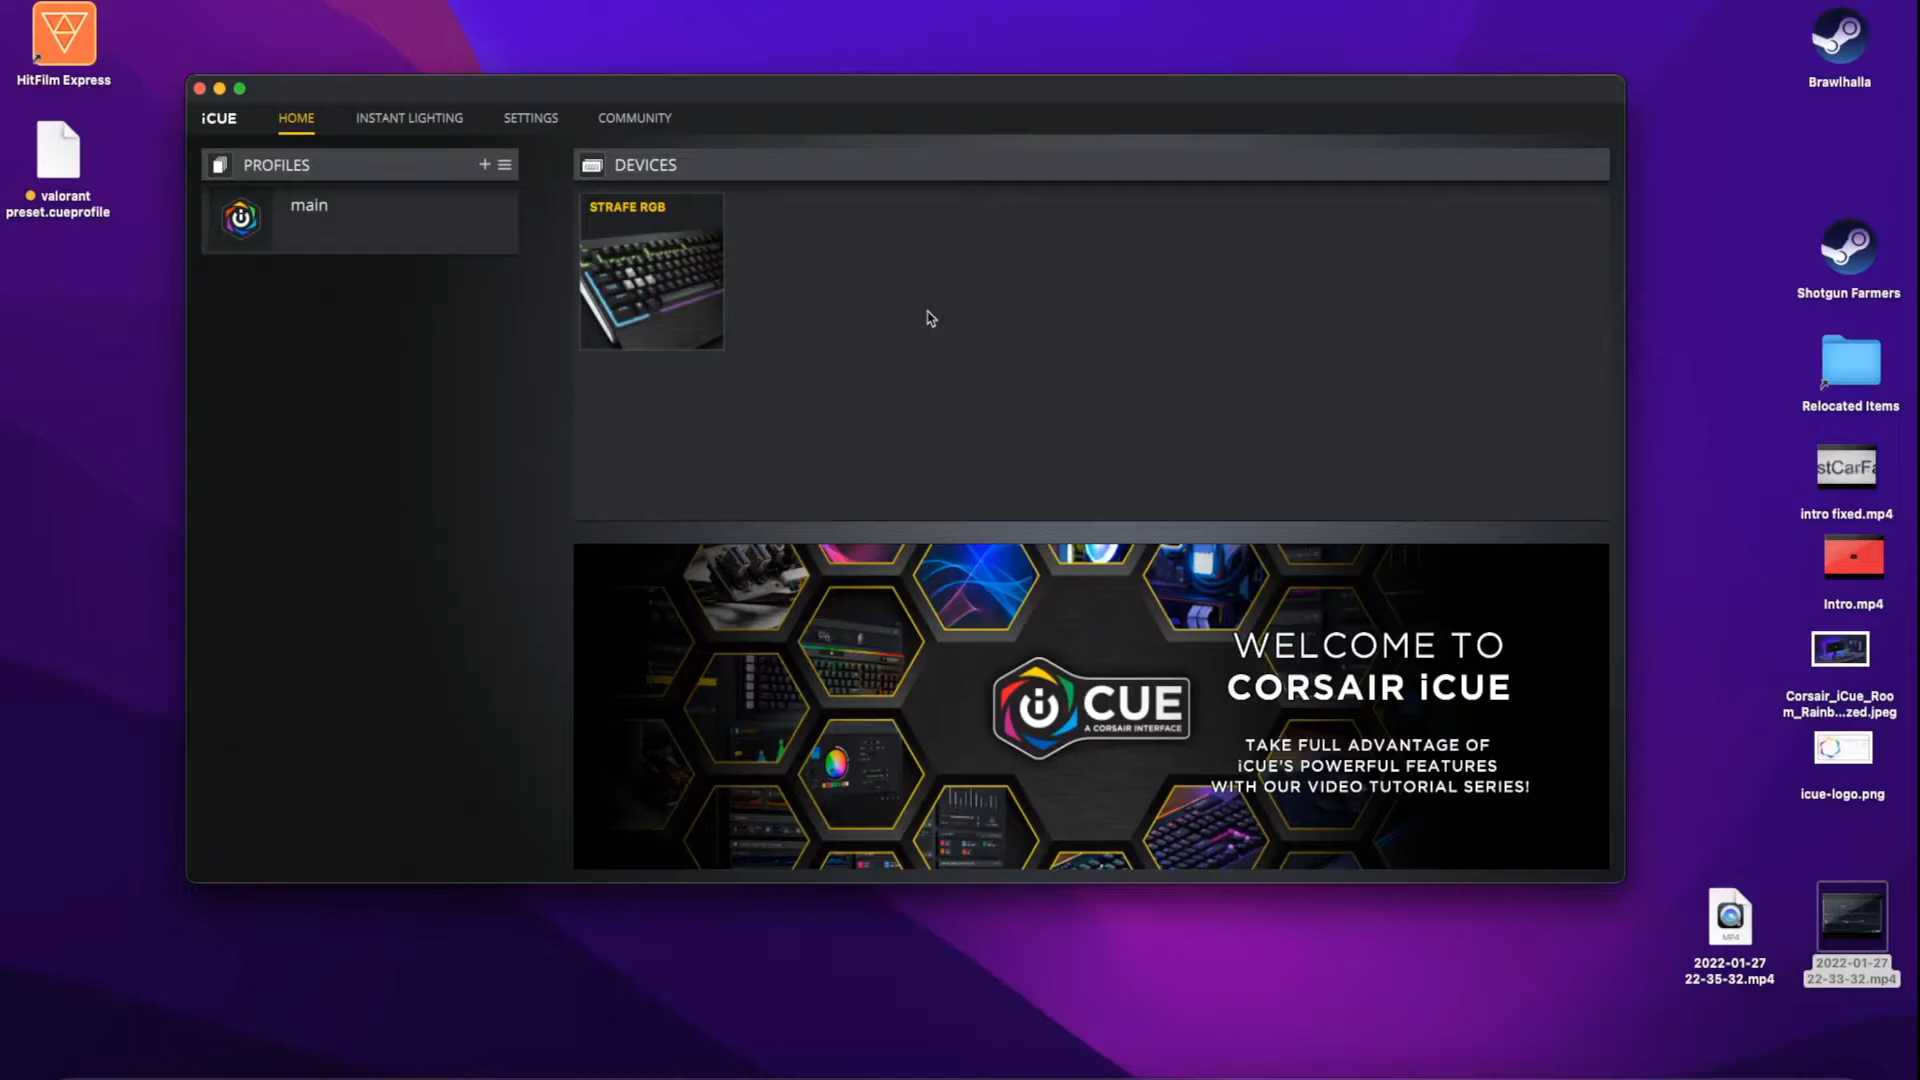 HitFilm Express
valorant
preset.cueprofile
iCUE
HOME
INSTANT LIGHTING
SETTINGS
COMMUNITY
PROFILES
main
DEVICES
STRAFE RGB
CUE
A CORSAIR INTERFACE
WELCOME TO
CORSAIR iCUE
TAKE FULL ADVANTAGE OF
iCUE'S POWERFUL FEATURES
WITH OUR VIDEO TUTORIAL SERIES!
Brawlhalla
Shotgun Farmers
Relocated Items
stCarFa
intro fixed.mp4
Intro.mp4
Corsair_iCue_Roo
m_Rainb...zed.jpeg
icue-logo.png
MP4
2022-01-27
22-35-32.mp4
2022-01-27
22-33-32.mp4